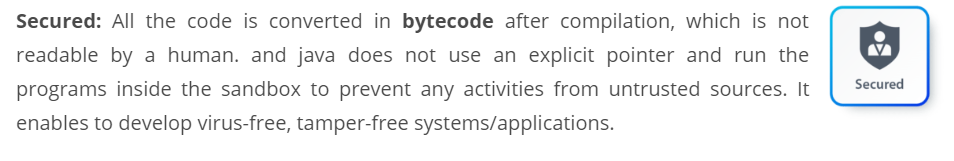 Secured: All the code is converted in bytecode after compilation, which is not
readable by a human. and java does not use an explicit pointer and run the
programs inside the sandbox to prevent any activities from untrusted sources. It
enables to develop virus-free, tamper-free systems/applications.
Secured